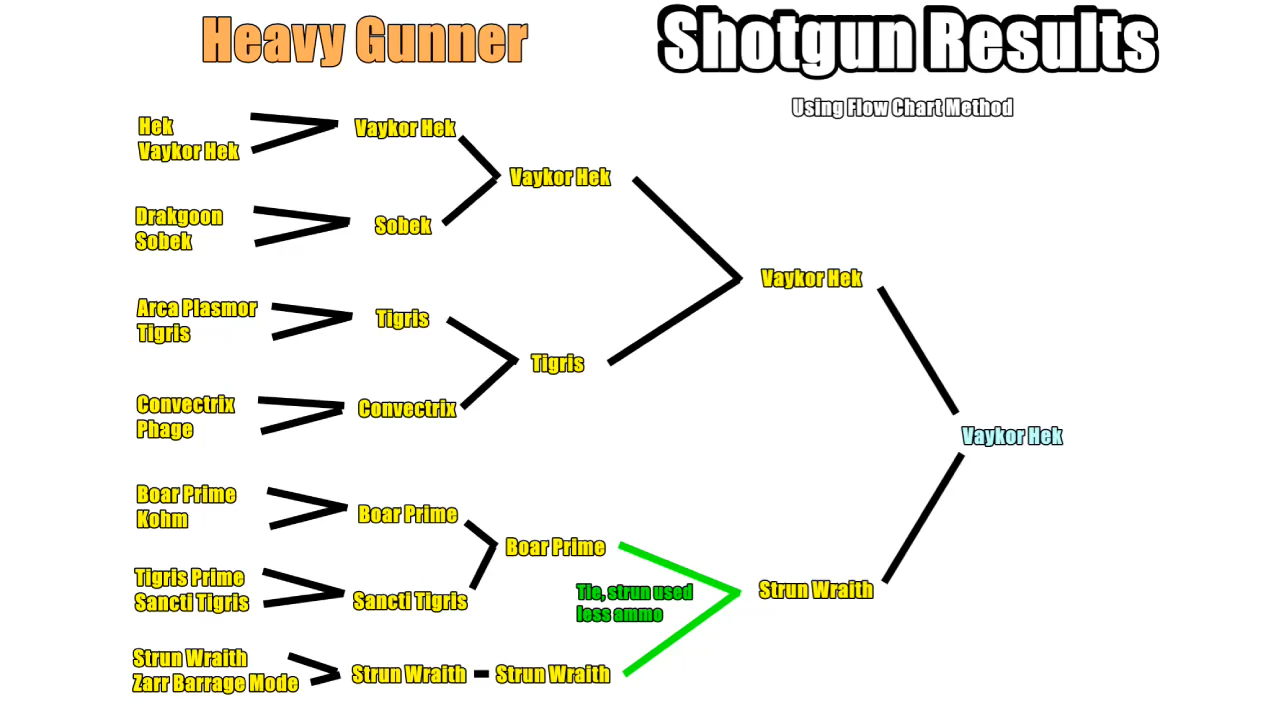 Heavy Gunner
Shotgun Results
Using Flow Chart Method
Hek
Vaykor Hek
Vaykor Hek
Vaykor Hek
Drakgoon
Sobek
Sobek
Vaykor Hek
Arca Plasmor
Tigris
Tigris
Tigris
Convectrix
Phage
Convectrix
Vaykor Hek
Boar Prime
Kohm
Boar Prime
Boar Prime
Tigris Prime
Sancti Tigris
Sancti Tigris
Tie, strun used
less ammo
Strun Wraith
Strun Wraith
Zarr Barrage Mode
Strun Wraith - Strun Wraith